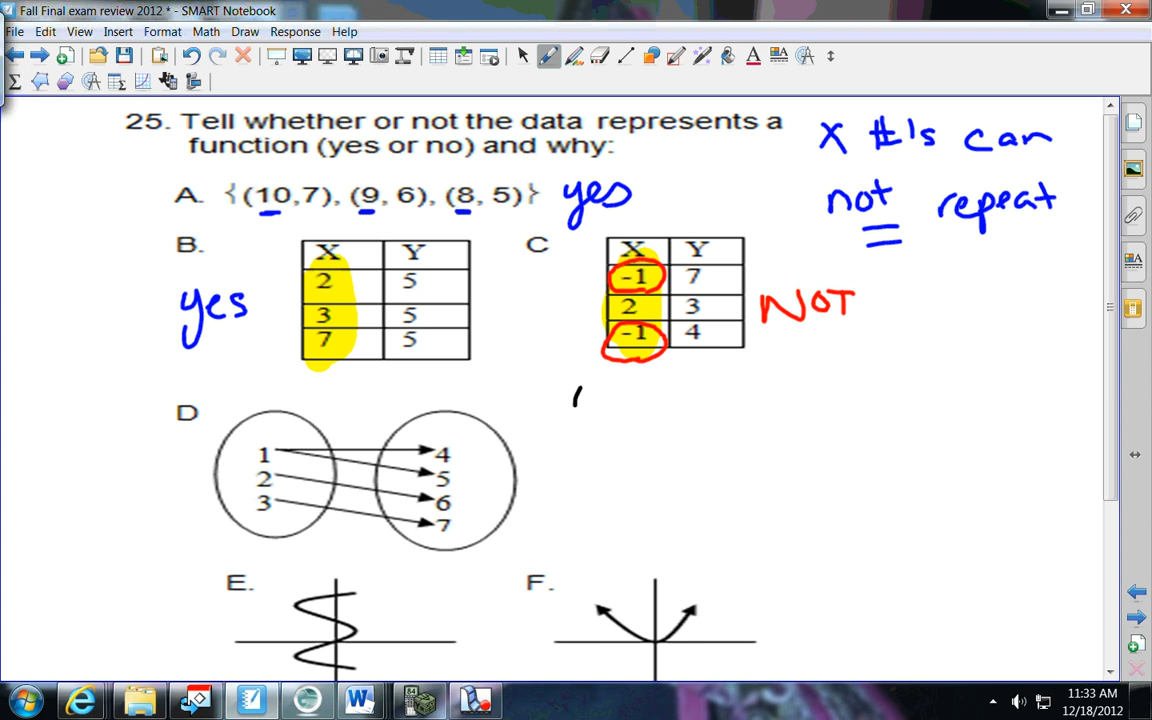 Fall Final exam review 2012 * - SMART Notebook
File Edit View Insert Format Math Draw Response Help
25. Tell whether or not the data represents a
function (yes or no) and why:
x #'s can
not repeat
A. {(10,7), (9, 6), (8, 5)} yes
B.
X Y
2 5
3 5
7 5
yes
C
X Y
-1 7
2 3
-1 4
NOT
D
1 4
2 5
3 6
7
E.
F.
11:33 AM
12/18/2012